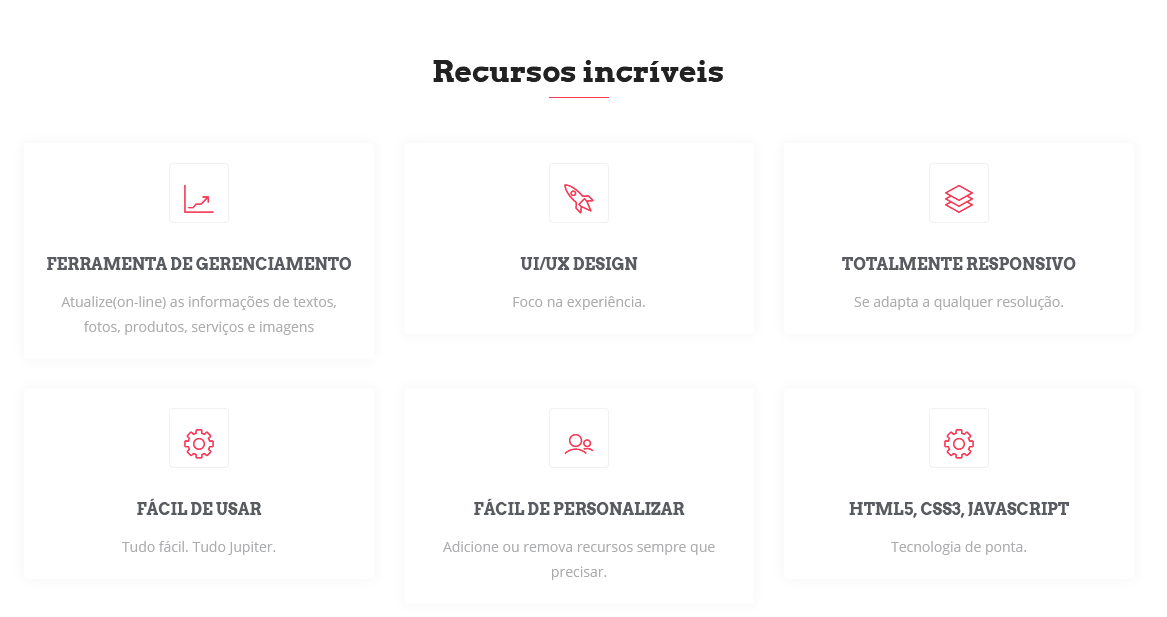 Recursos incríveis
FERRAMENTA DE GERENCIAMENTO
Atualize(on-line) as informações de textos,
fotos, produtos, serviços e imagens
UI/UX DESIGN
Foco na experiência.
TOTALMENTE RESPONSIVO
Se adapta a qualquer resolução.
FÁCIL DE USAR
Tudo fácil. Tudo Jupiter.
FÁCIL DE PERSONALIZAR
Adicione ou remova recursos sempre que
precisar.
HTML5, CSS3, JAVASCRIPT
Tecnologia de ponta.